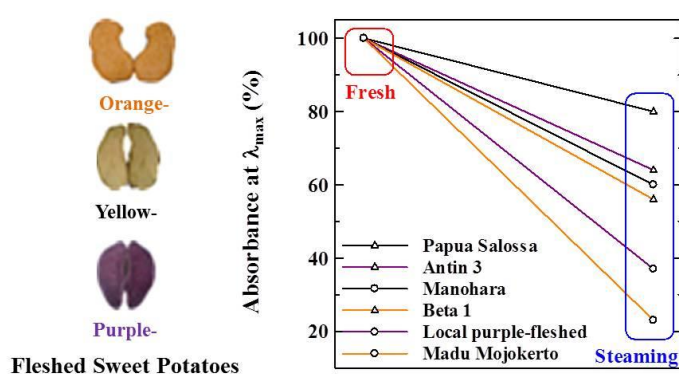 Orange-
Yellow-
Purple-
Fleshed Sweet Potatoes
Absorbance at λmax (%)
100
80
60
40
20
Fresh
Steaming
Papua Salossa
Antin 3
Manohara
Beta 1
Local purple-fleshed
Madu Mojokerto